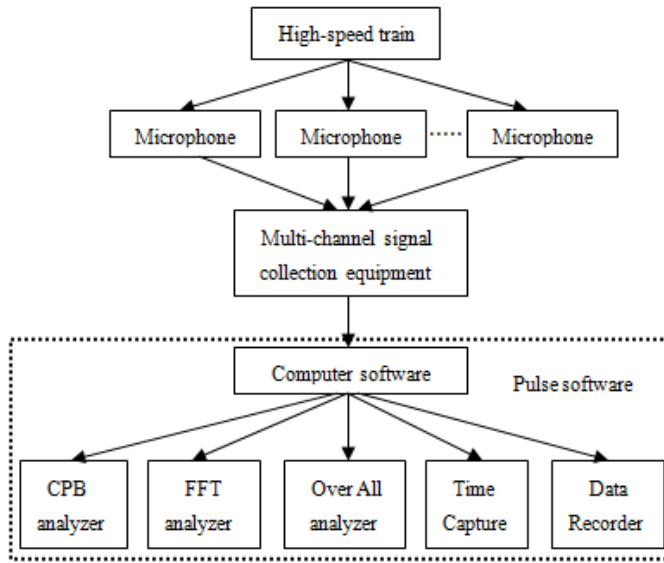 High-speed train
Microphone
Microphone
Microphone
Multi-channel signal
collection equipment
Computer software
Pulse software
CPB
analyzer
FFT
analyzer
Over All
analyzer
Time
Capture
Data
Recorder